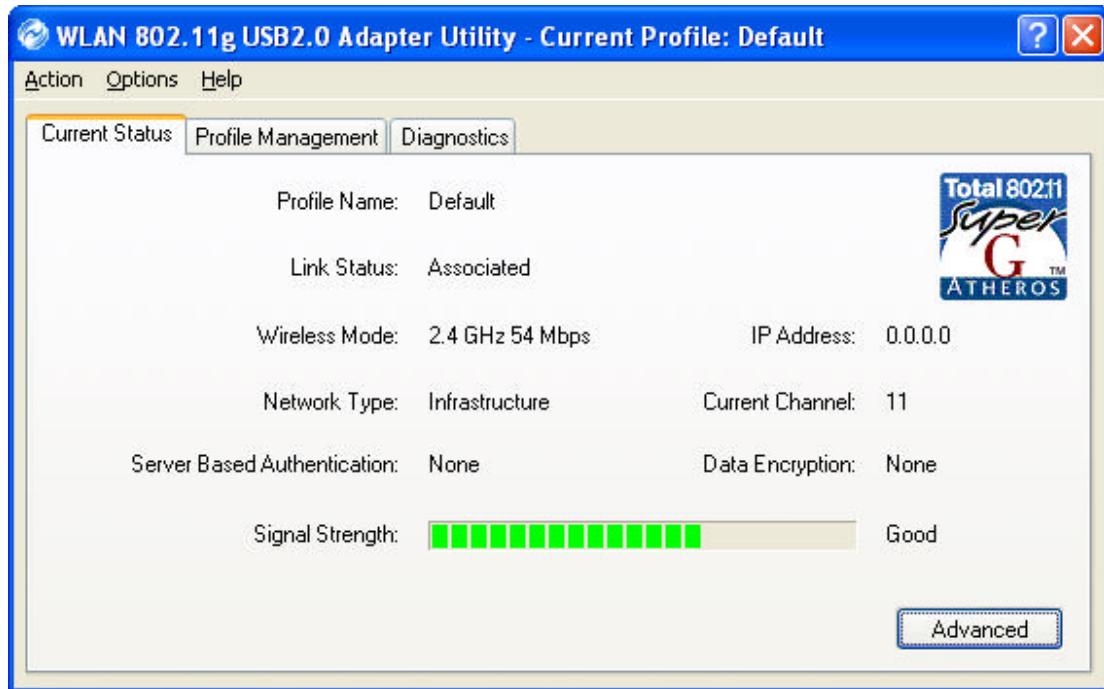 WLAN 802.11g USB2.0 Adapter Utility - Current Profile: Default
Action Options Help
Current Status Profile Management Diagnostics
Profile Name: Default
Total 802.11
Super
G TM
ATHEROS
Link Status: Associated
Wireless Mode: 2.4 GHz 54 Mbps IP Address: 0.0.0.0
Network Type: Infrastructure Current Channel: 11
Server Based Authentication: None Data Encryption: None
Signal Strength: Good
Advanced